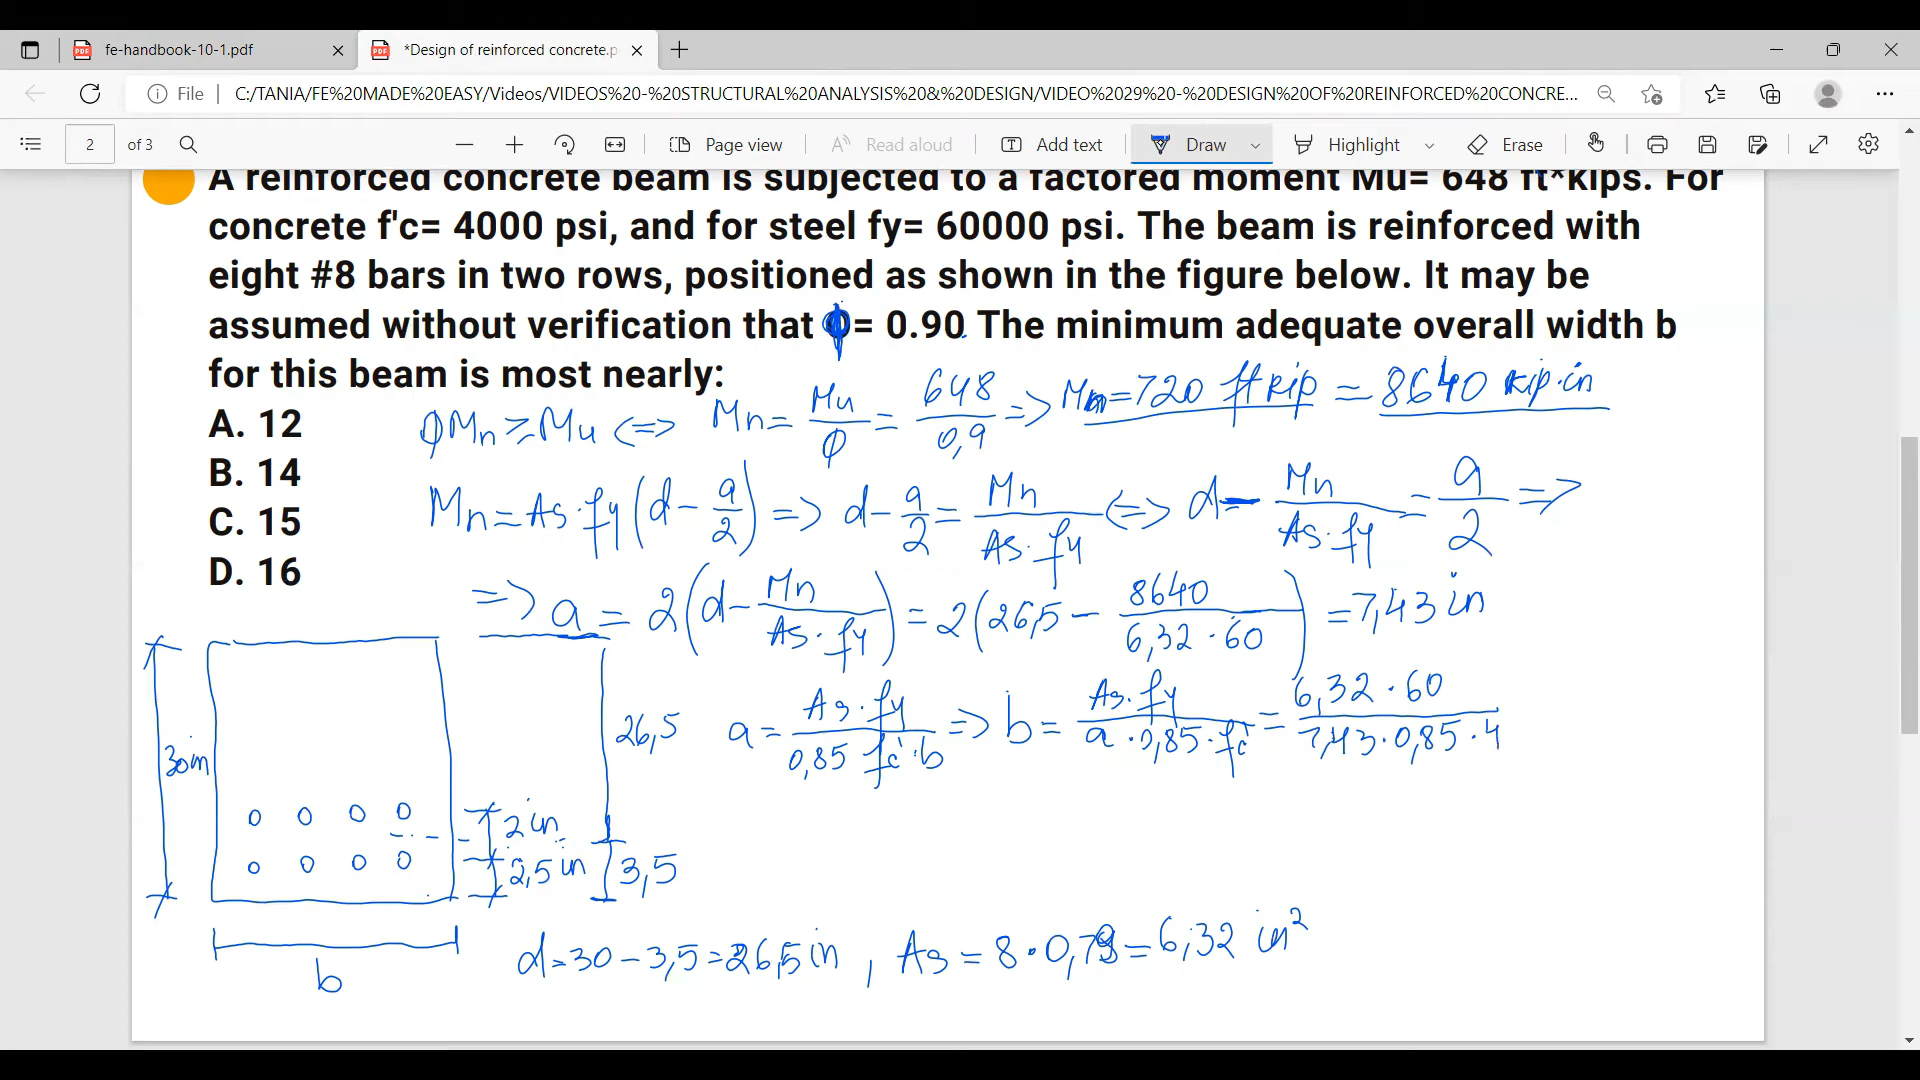 fe-handbook-10-1.pdf
*Design of reinforced concrete.p
File
C:/TANIA/FE%20MADE%20EASY/Videos/VIDEOS%20-%20STRUCTURAL%20ANALYSIS%20&%20DESIGN/VIDEO%2029%20-%20DESIGN%20OF%20REINFORCED%20CONCRE...
2 of 3
Page view
Read aloud
Add text
Draw
Highlight
Erase
A reinforced concrete beam is subjected to a factored moment Mu= 648 ft*kips. For
concrete f'c= 4000 psi, and for steel fy= 60000 psi. The beam is reinforced with
eight #8 bars in two rows, positioned as shown in the figure below. It may be
assumed without verification that Φ= 0.90. The minimum adequate overall width b
for this beam is most nearly:
A. 12
B. 14
C. 15
D. 16
ϕMn ≥ Mu <=> Mn = Mu/ϕ = 648/0,9 => Mn = 720 ft kip = 8640 kip·in
Mn = As·fy(d - a/2) => d - a/2 = Mn/As·fy <=> d - Mn/As·fy = a/2 =>
=> a = 2(d - Mn/As·fy) = 2(26,5 - 8640/6,32·60) = 7,43 in
a = As·fy/0,85 fc'·b => b = As·fy/a·0,85·fc' = 6,32·60/7,43·0,85·4
30in
26,5
2 in
2,5 in
3,5
b
d = 30 - 3,5 = 26,5 in , As = 8·0,79 = 6,32 in²